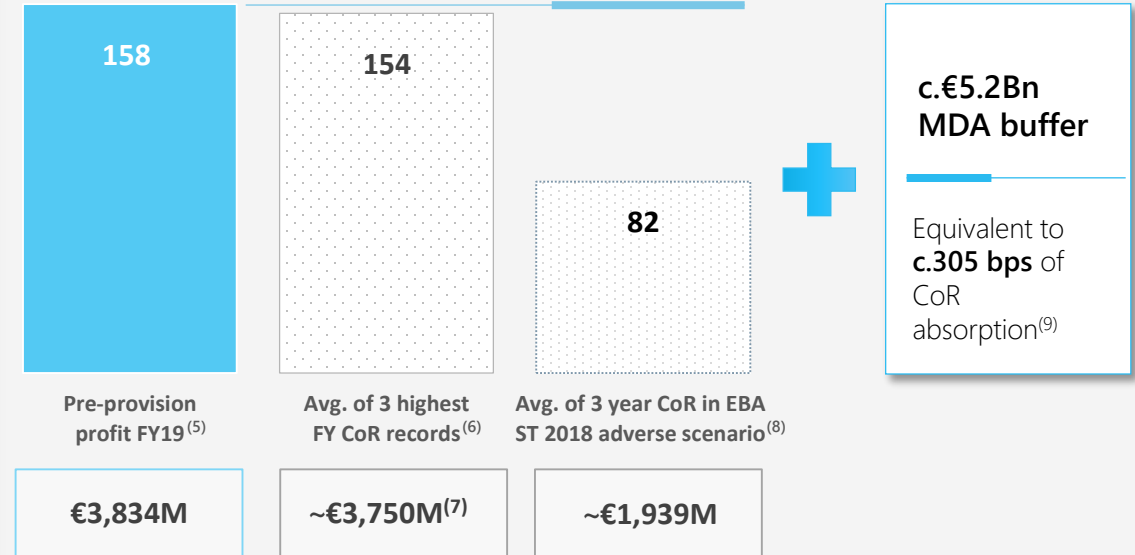 158
154
82
c.€5.2Bn
MDA buffer
Equivalent to
c.305 bps of
CoR
absorption(9)
Pre-provision
profit FY19(5)
Avg. of 3 highest
FY CoR records(6)
Avg. of 3 year CoR in EBA
ST 2018 adverse scenario(8)
€3,834M
~€3,750M(7)
~€1,939M